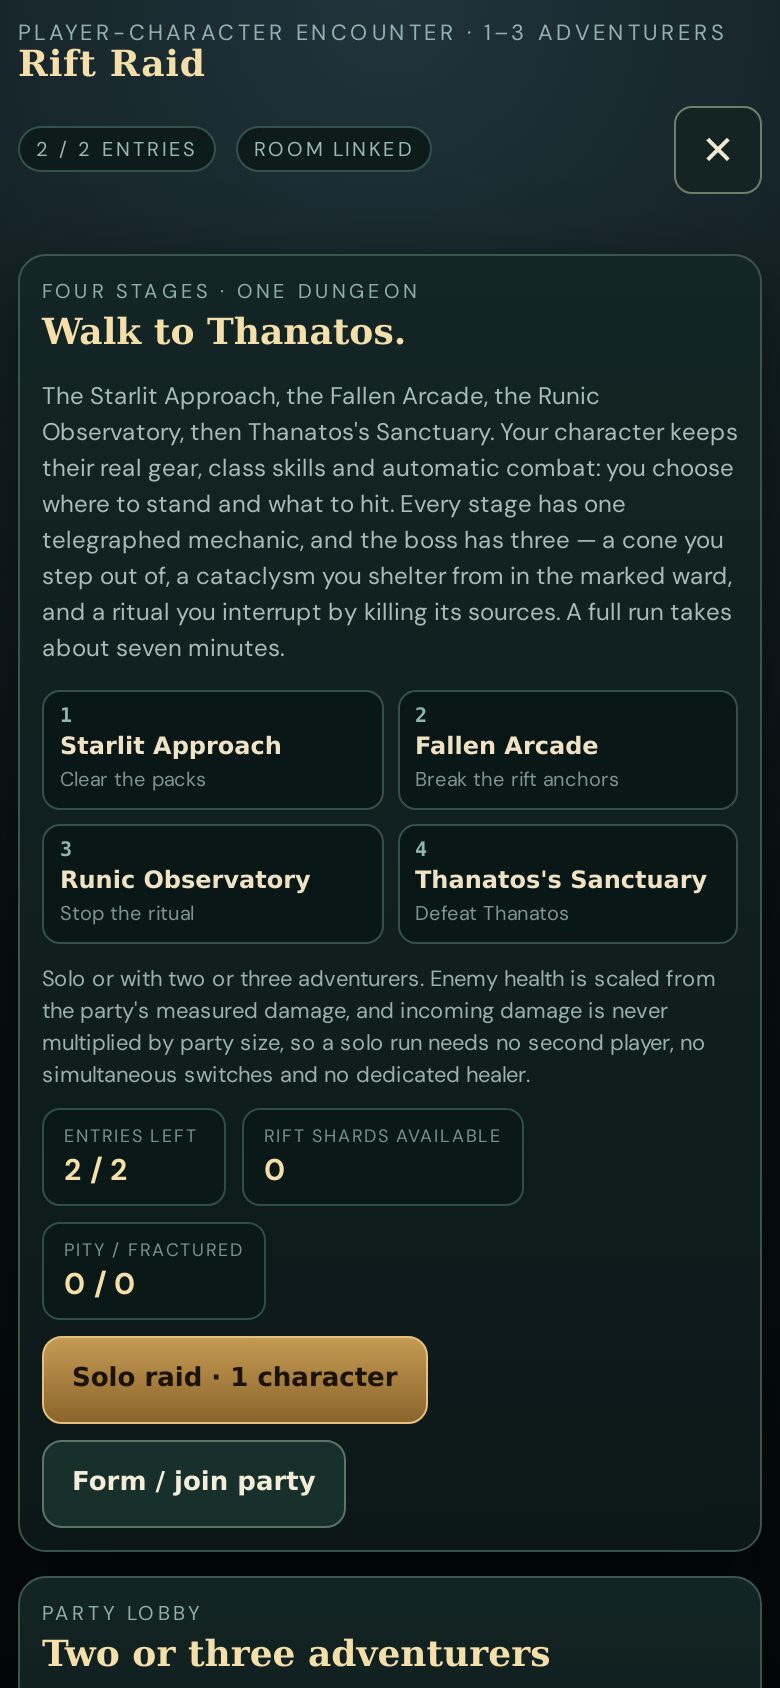 PLAYER-CHARACTER ENCOUNTER · 1–3 ADVENTURERS
Rift Raid
2 / 2 ENTRIES
ROOM LINKED
✕
FOUR STAGES · ONE DUNGEON
Walk to Thanatos.
The Starlit Approach, the Fallen Arcade, the Runic
Observatory, then Thanatos's Sanctuary. Your character keeps
their real gear, class skills and automatic combat: you choose
where to stand and what to hit. Every stage has one
telegraphed mechanic, and the boss has three — a cone you
step out of, a cataclysm you shelter from in the marked ward,
and a ritual you interrupt by killing its sources. A full run takes
about seven minutes.
1
Starlit Approach
Clear the packs
2
Fallen Arcade
Break the rift anchors
3
Runic Observatory
Stop the ritual
4
Thanatos's Sanctuary
Defeat Thanatos
Solo or with two or three adventurers. Enemy health is scaled from
the party's measured damage, and incoming damage is never
multiplied by party size, so a solo run needs no second player, no
simultaneous switches and no dedicated healer.
ENTRIES LEFT
2 / 2
RIFT SHARDS AVAILABLE
0
PITY / FRACTURED
0 / 0
Solo raid · 1 character
Form / join party
PARTY LOBBY
Two or three adventurers